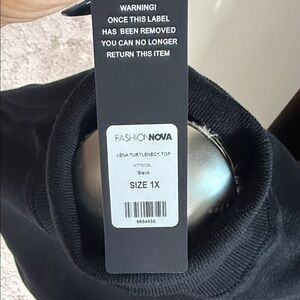 WARNING!
ONCE THIS LABEL
HAS BEEN REMOVED
YOU CAN NO LONGER
RETURN THIS ITEM
FASHIONNOVA
LENA TURTLENECK TOP
Black
SIZE 1X